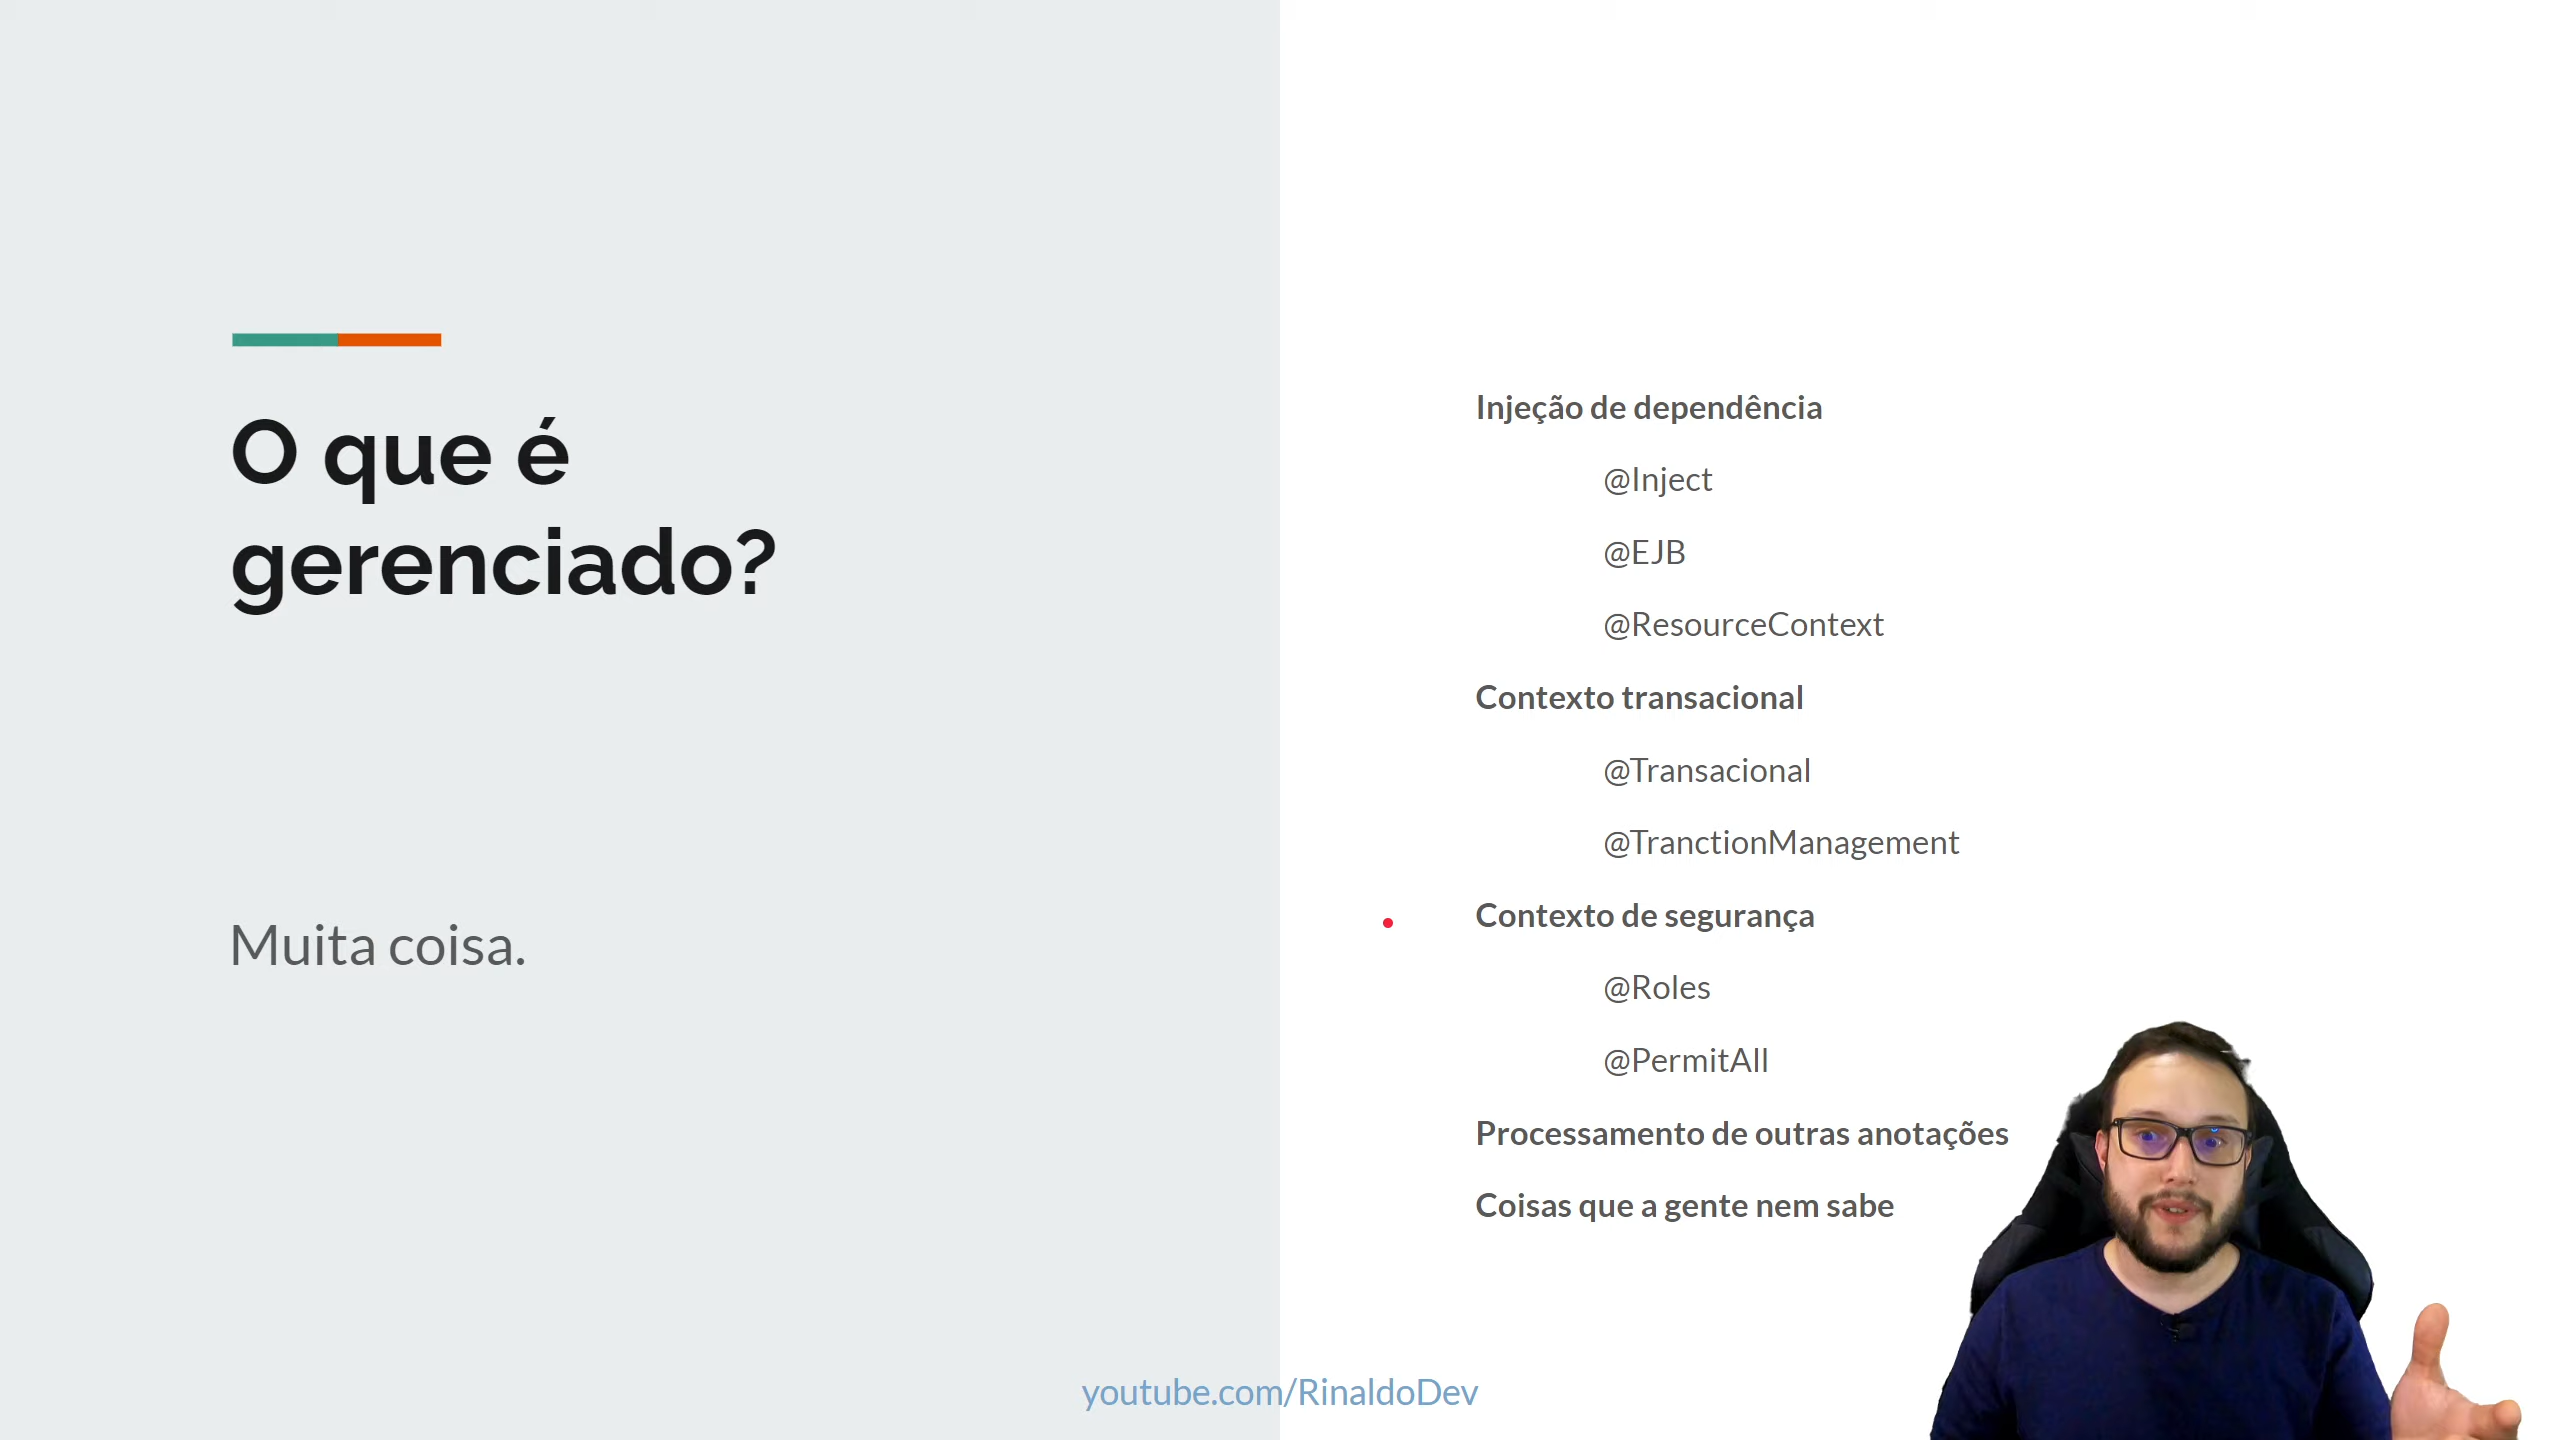 O que é
gerenciado?
Muita coisa.
Injeção de dependência
@Inject
@EJB
@ResourceContext
Contexto transacional
@Transacional
@TranctionManagement
Contexto de segurança
@Roles
@PermitAll
Processamento de outras anotações
Coisas que a gente nem sabe
youtube.com/RinaldoDev